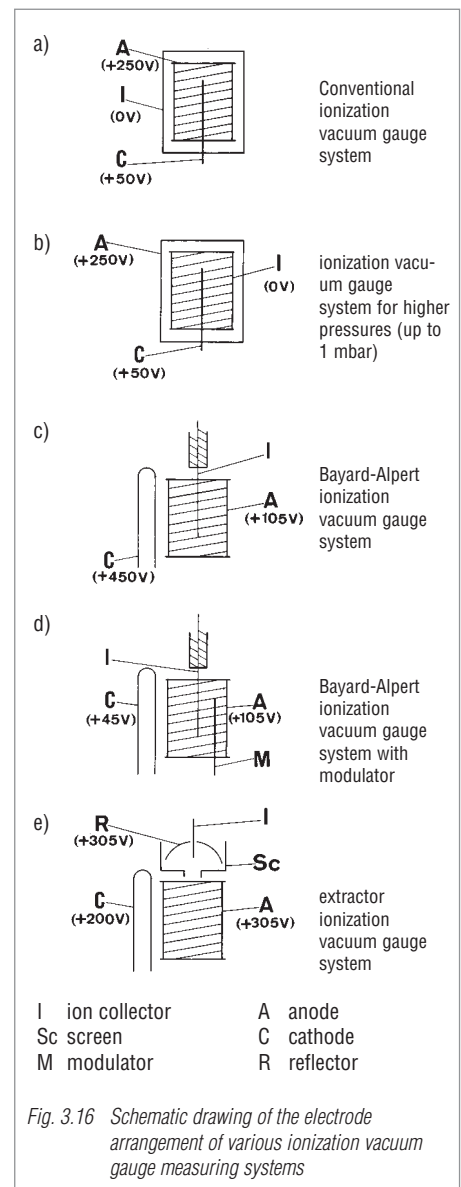 a)
A
(+250V)
I
(0V)
C
(+50V)
Conventional
ionization
vacuum gauge
system
b)
A
(+250V)
I
(0V)
C
(+50V)
ionization vacu-
um gauge
system for higher
pressures (up to
1 mbar)
c)
I
A
(+105V)
C
(+450V)
Bayard-Alpert
ionization
vacuum gauge
system
d)
I
C
(+45V)
A
(+105V)
M
Bayard-Alpert
ionization
vacuum gauge
system with
modulator
e)
R
(+305V)
I
Sc
C
(+200V)
A
(+305V)
extractor
ionization
vacuum gauge
system
I ion collector A anode
Sc screen C cathode
M modulator R reflector
Fig. 3.16 Schematic drawing of the electrode
arrangement of various ionization vacuum
gauge measuring systems